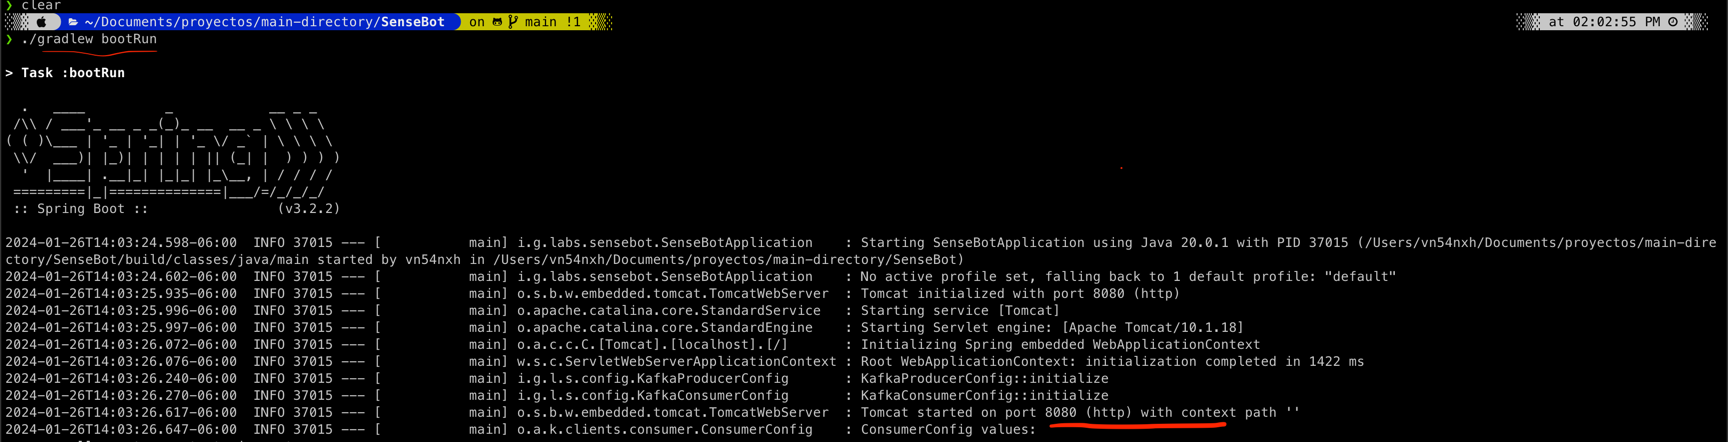 ❯ clear
~/Documents/proyectos/main-directory/SenseBot on main !1 at 02:02:55 PM
❯ ./gradlew bootRun
> Task :bootRun
  .   ____          _            __ _ _
 /\\ / ___'_ __ _ _(_)_ __  __ _ \ \ \ \
( ( )\___ | '_ | '_| | '_ \/ _` | \ \ \ \
 \\/  ___)| |_)| | | | | || (_| |  ) ) ) )
  '  |____| .__|_| |_|_| |_\__, | / / / /
 =========|_|==============|___/=/_/_/_/
 :: Spring Boot ::                (v3.2.2)
2024-01-26T14:03:24.598-06:00  INFO 37015 --- [           main] i.g.labs.sensebot.SenseBotApplication    : Starting SenseBotApplication using Java 20.0.1 with PID 37015 (/Users/vn54nxh/Documents/proyectos/main-dire
ctory/SenseBot/build/classes/java/main started by vn54nxh in /Users/vn54nxh/Documents/proyectos/main-directory/SenseBot)
2024-01-26T14:03:24.602-06:00  INFO 37015 --- [           main] i.g.labs.sensebot.SenseBotApplication    : No active profile set, falling back to 1 default profile: "default"
2024-01-26T14:03:25.935-06:00  INFO 37015 --- [           main] o.s.b.w.embedded.tomcat.TomcatWebServer  : Tomcat initialized with port 8080 (http)
2024-01-26T14:03:25.996-06:00  INFO 37015 --- [           main] o.apache.catalina.core.StandardService   : Starting service [Tomcat]
2024-01-26T14:03:25.997-06:00  INFO 37015 --- [           main] o.apache.catalina.core.StandardEngine    : Starting Servlet engine: [Apache Tomcat/10.1.18]
2024-01-26T14:03:26.072-06:00  INFO 37015 --- [           main] o.a.c.c.C.[Tomcat].[localhost].[/]       : Initializing Spring embedded WebApplicationContext
2024-01-26T14:03:26.076-06:00  INFO 37015 --- [           main] w.s.c.ServletWebServerApplicationContext : Root WebApplicationContext: initialization completed in 1422 ms
2024-01-26T14:03:26.240-06:00  INFO 37015 --- [           main] i.g.l.s.config.KafkaProducerConfig       : KafkaProducerConfig::initialize
2024-01-26T14:03:26.270-06:00  INFO 37015 --- [           main] i.g.l.s.config.KafkaConsumerConfig       : KafkaConsumerConfig::initialize
2024-01-26T14:03:26.617-06:00  INFO 37015 --- [           main] o.s.b.w.embedded.tomcat.TomcatWebServer  : Tomcat started on port 8080 (http) with context path ''
2024-01-26T14:03:26.647-06:00  INFO 37015 --- [           main] o.a.k.clients.consumer.ConsumerConfig    : ConsumerConfig values: